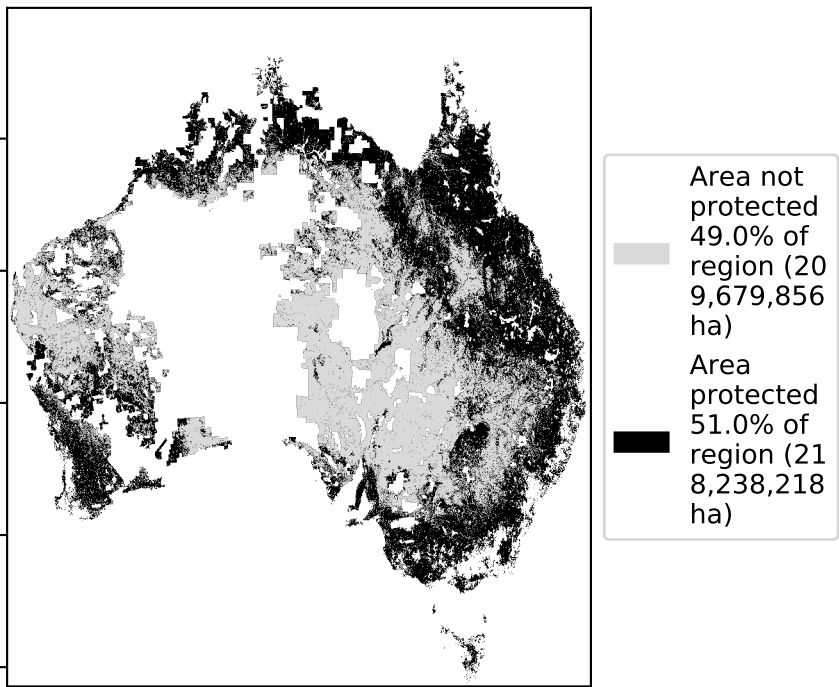 Area not
protected
49.0% of
region (20
9,679,856
ha)
Area
protected
51.0% of
region (21
8,238,218
ha)